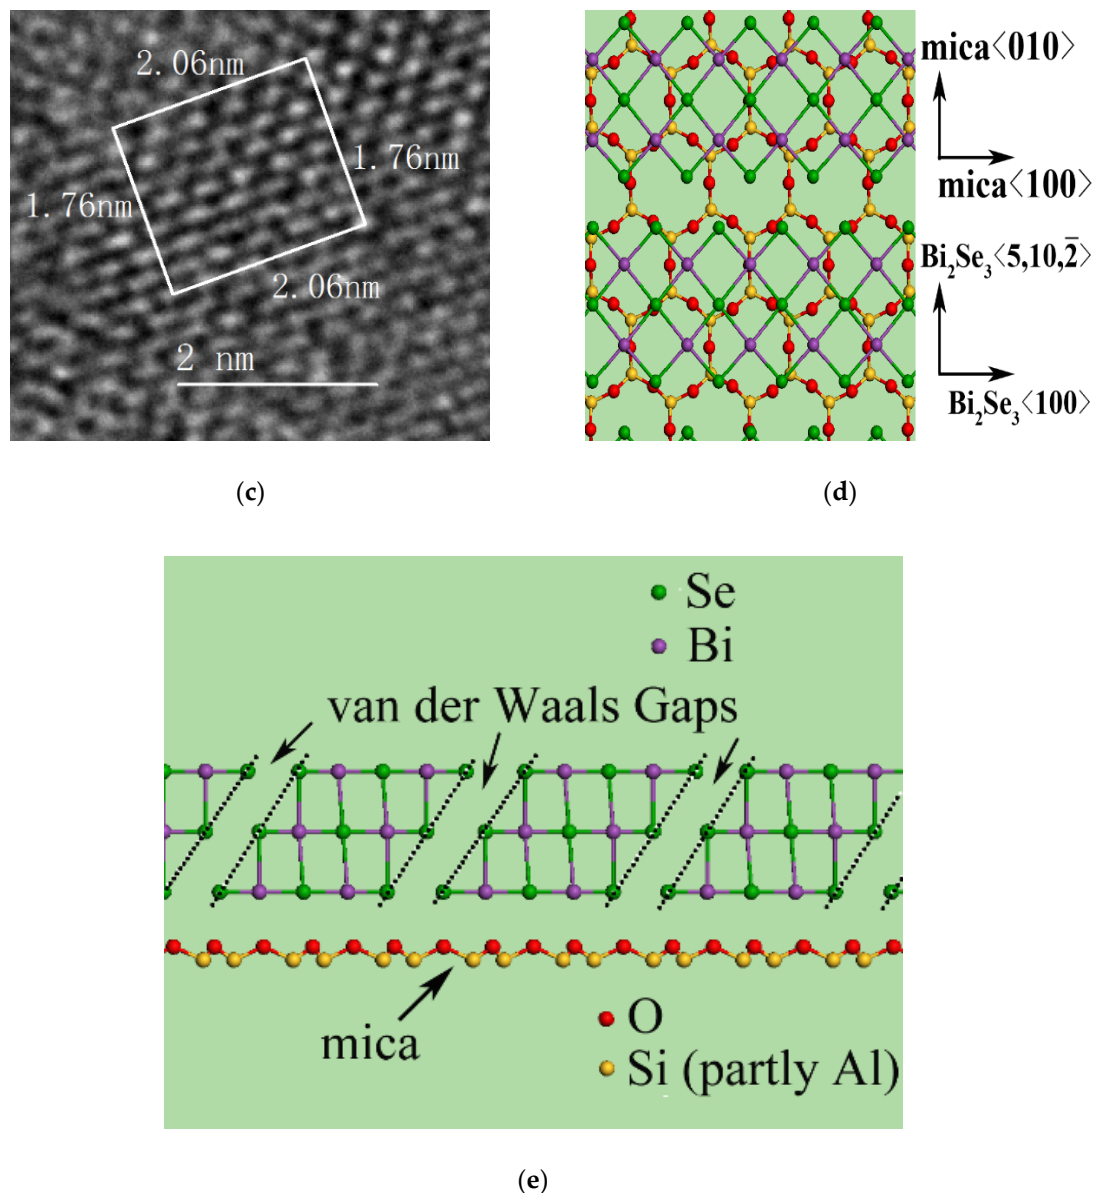 2.06nm
1.76nm
1.76nm
2.06nm
2 nm
mica⟨010⟩
mica⟨100⟩
Bi₂Se₃⟨5,10,2̅⟩
Bi₂Se₃⟨100⟩
(c)
(d)
Se
Bi
van der Waals Gaps
mica
O
Si (partly Al)
(e)